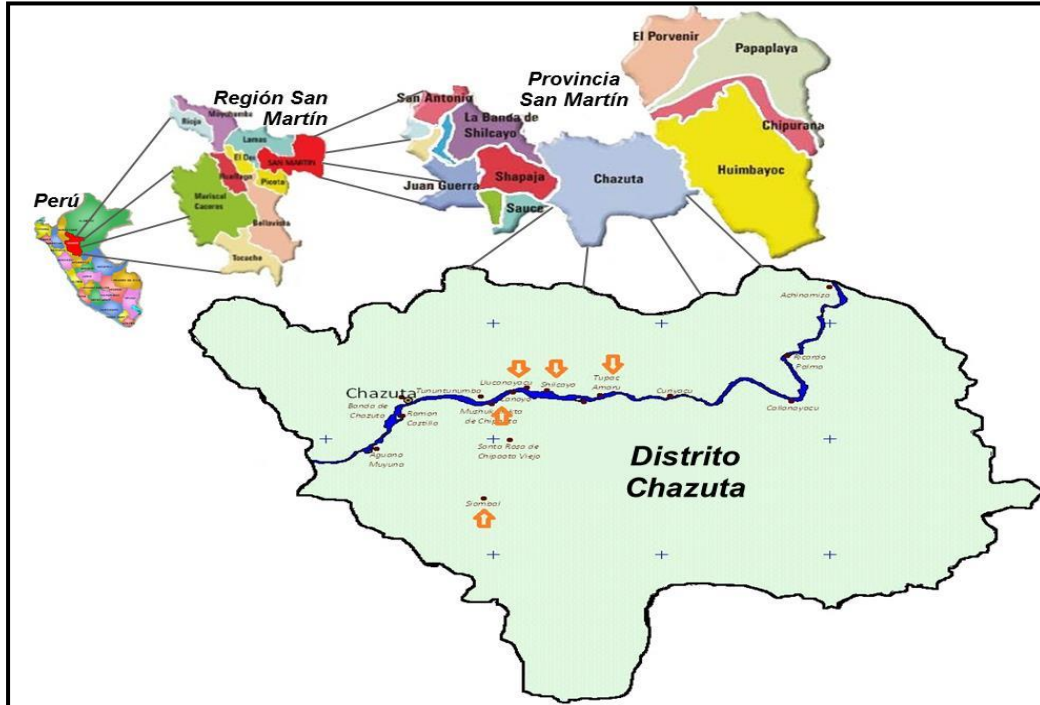 El Porvenir
Papaplaya
Provincia
San Martín
San Antonio
La Banda de
Shilcayo
Chipurana
Región San
Martín
Moyobamba
Rioja
Lamas
El Dor
SAN MARTIN
Huallaga
Picota
Mariscal
Caceres
Bellavista
Tocache
Juan Guerra
Shapaja
Chazuta
Huimbayoc
Sauce
Perú
Achinamiza
Ricardo
Palma
Tupac
Amaru
Shilcayo
Llucanayacu
Tununtunumba
Chazuta
Banda de
Chazuta
Ramon
Castilla
Canayo
Curiyacu
Callanayacu
Santa Rosa de
Chipaota Viejo
Aguano
Muyuna
Siambal
Distrito
Chazuta